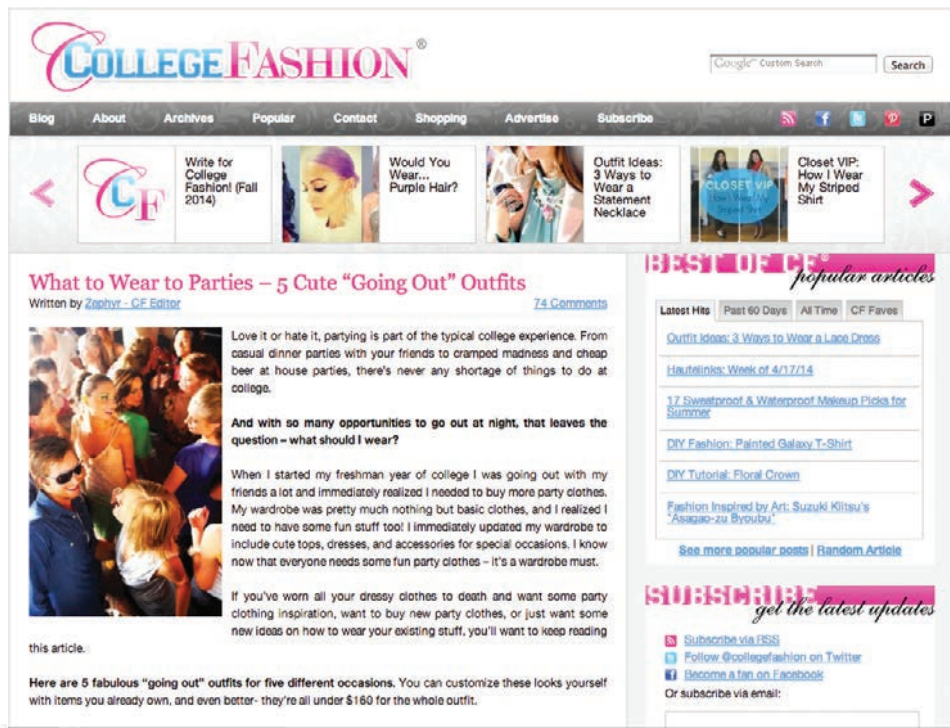 COLLEGEFASHION®
Google™ Custom Search
Search
Blog About Archives Popular Contact Shopping Advertise Subscribe
CF
Write for
College
Fashion! (Fall
2014)
Would You
Wear...
Purple Hair?
Outfit Ideas:
3 Ways to
Wear a
Statement
Necklace
CLOSET VIP
How I Wear My
Striped Shirt
Closet VIP:
How I Wear
My Striped
Shirt
What to Wear to Parties – 5 Cute “Going Out” Outfits
Written by Zephyr - CF Editor
74 Comments
Love it or hate it, partying is part of the typical college experience. From
casual dinner parties with your friends to cramped madness and cheap
beer at house parties, there's never any shortage of things to do at
college.
And with so many opportunities to go out at night, that leaves the
question – what should I wear?
When I started my freshman year of college I was going out with my
friends a lot and immediately realized I needed to buy more party clothes.
My wardrobe was pretty much nothing but basic clothes, and I realized I
need to have some fun stuff too! I immediately updated my wardrobe to
include cute tops, dresses, and accessories for special occasions. I know
now that everyone needs some fun party clothes – it's a wardrobe must.
If you've worn all your dressy clothes to death and want some party
clothing inspiration, want to buy new party clothes, or just want some
new ideas on how to wear your existing stuff, you'll want to keep reading
this article.
Here are 5 fabulous “going out” outfits for five different occasions. You can customize these looks yourself
with items you already own, and even better- they're all under $160 for the whole outfit.
BEST OF CF®
popular articles
Latest Hits Past 60 Days All Time CF Faves
Outfit Ideas: 3 Ways to Wear a Lace Dress
Hautelinks: Week of 4/17/14
17 Sweatproof & Waterproof Makeup Picks for
Summer
DIY Fashion: Painted Galaxy T-Shirt
DIY Tutorial: Floral Crown
Fashion Inspired by Art: Suzuki Kiitsu's
"Asagao-zu Byoubu"
See more popular posts | Random Article
SUBSCRIBE
get the latest updates
Subscribe via RSS
Follow @collegefashion on Twitter
Become a fan on Facebook
Or subscribe via email: